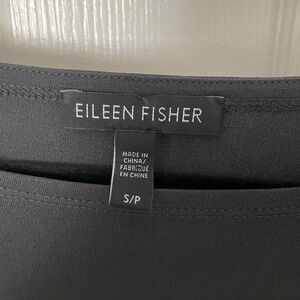 EILEEN FISHER
MADE IN
CHINA/
FABRIQUÉ
EN CHINE
S/P